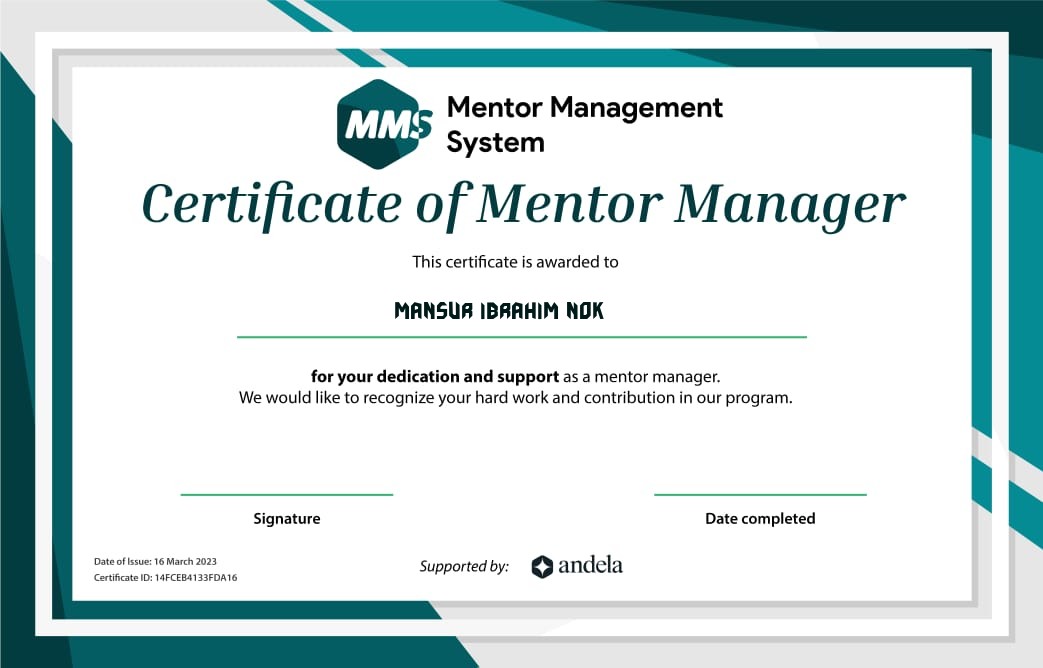 MMS
Mentor Management
System
Certificate of Mentor Manager
This certificate is awarded to
MANSUR IBRAHIM NOK
for your dedication and support as a mentor manager.
We would like to recognize your hard work and contribution in our program.
Signature
Date completed
Date of Issue: 16 March 2023
Certificate ID: 14FCEB4133FDA16
Supported by: andela